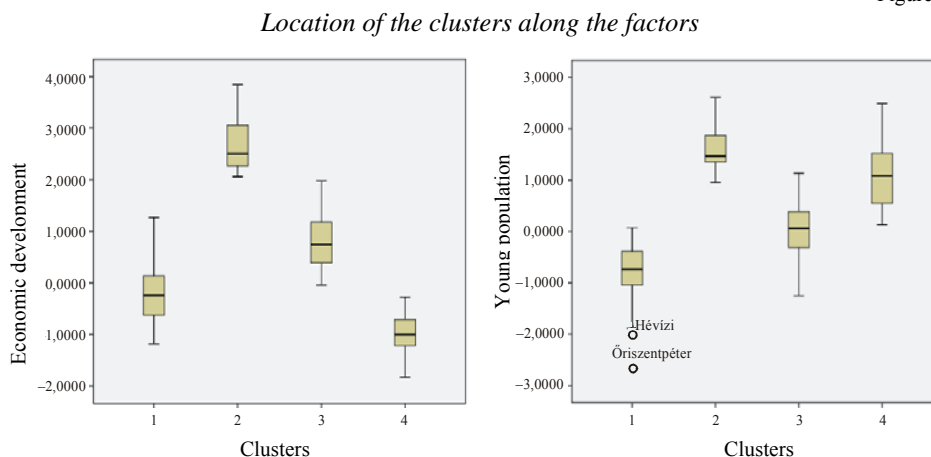 Figure
Location of the clusters along the factors
Economic development
4,0000
3,0000
2,0000
1,0000
0,0000
1,0000
–2,0000
1 2 3 4
Clusters
Young population
3,0000
2,0000
1,0000
0,0000
–1,0000
–2,0000
–3,0000
Hévízi
Őriszentpéter
1 2 3 4
Clusters